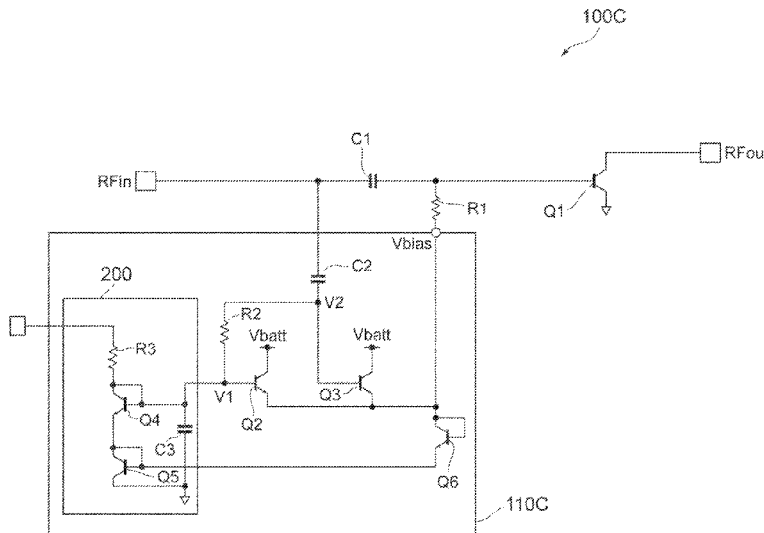 100C
C1
RFin
RFou
R1
Q1
Vbias
C2
200
V2
R2
Vbatt
Vbatt
R3
Q3
V1
Q4
Q2
C3
Q5
Q6
110C